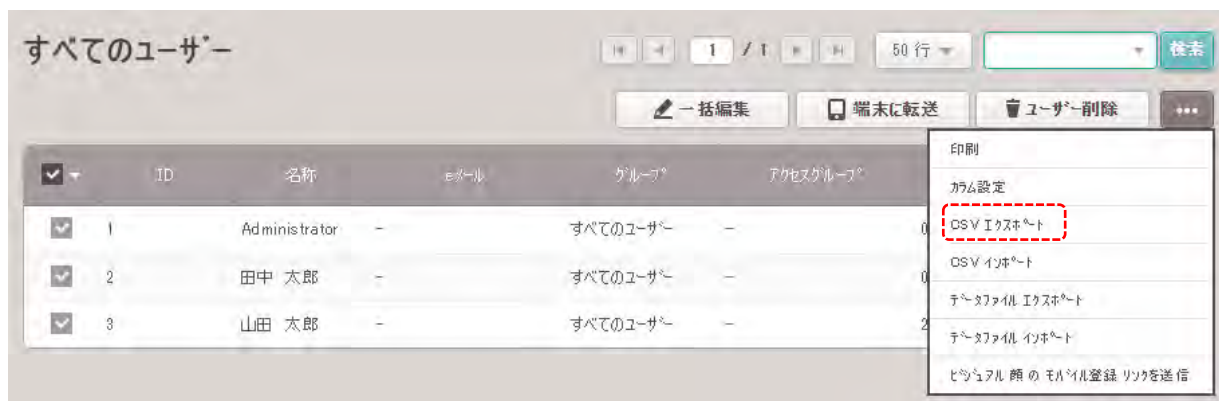 すべてのユーザー
1 / 1 50 行 検索
一括編集 端末に転送 ユーザー削除 •••
ID 名称 eメール グループ アクセスグループ
1 Administrator – すべてのユーザー – 0
2 田中 太郎 – すべてのユーザー – 0
3 山田 太郎 – すべてのユーザー – 2
印刷
カラム設定
CSV エクスポート
CSV インポート
データファイル エクスポート
データファイル インポート
ビジュアル 顔 の モバイル登録 リンクを送信